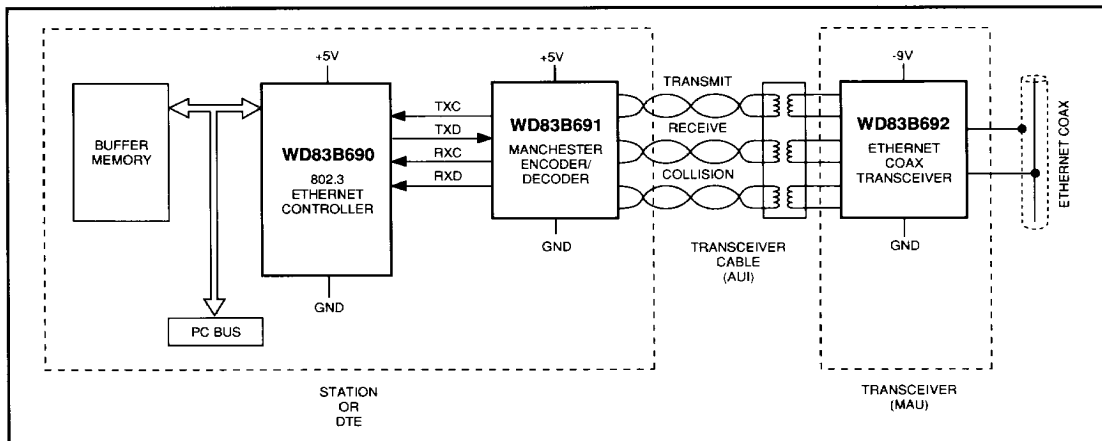 BUFFER
MEMORY
PC BUS
+5V
WD83B690
802.3
ETHERNET
CONTROLLER
GND
TXC
TXD
RXC
RXD
+5V
WD83B691
MANCHESTER
ENCODER/
DECODER
GND
STATION
OR
DTE
TRANSMIT
RECEIVE
COLLISION
TRANSCEIVER
CABLE
(AUI)
-9V
WD83B692
ETHERNET
COAX
TRANSCEIVER
GND
TRANSCEIVER
(MAU)
ETHERNET COAX